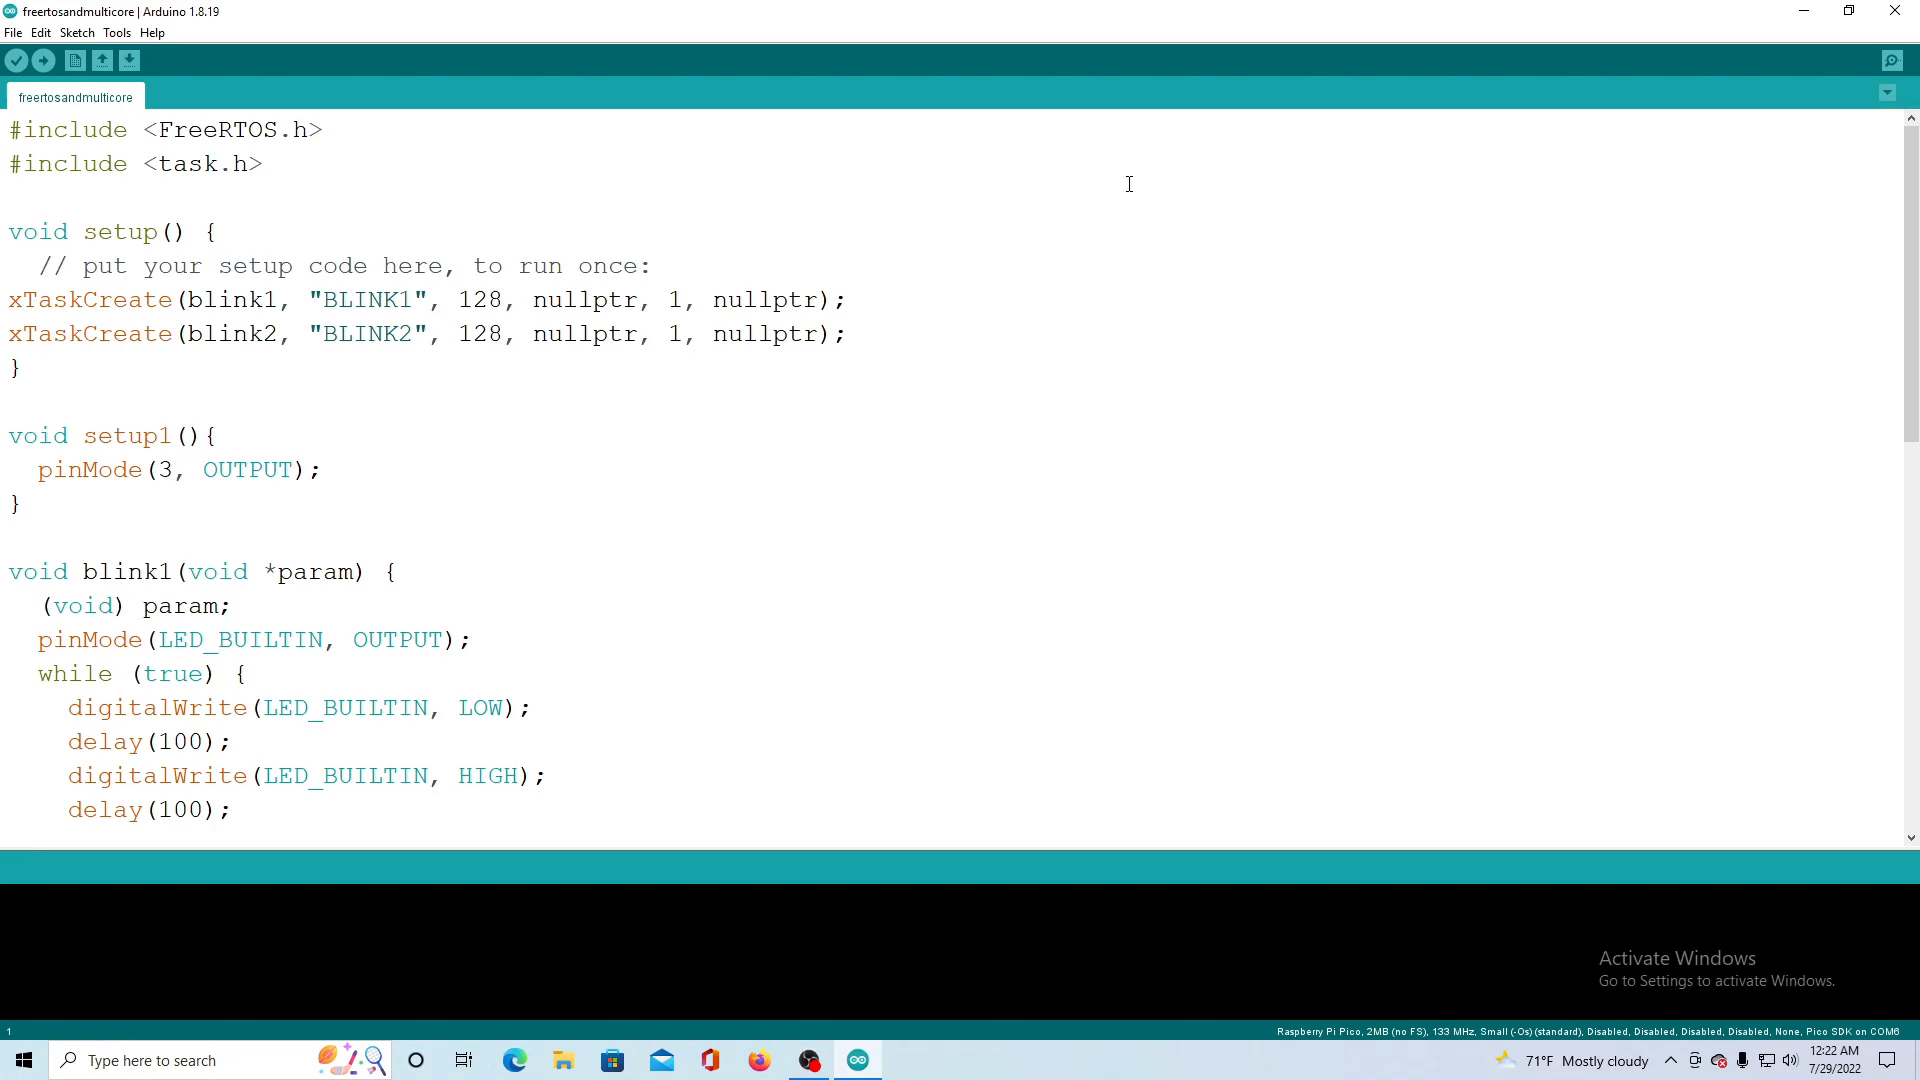 freertosandmulticore | Arduino 1.8.19
File Edit Sketch Tools Help
freertosandmulticore
#include <FreeRTOS.h>
#include <task.h>
void setup() {
  // put your setup code here, to run once:
xTaskCreate(blink1, "BLINK1", 128, nullptr, 1, nullptr);
xTaskCreate(blink2, "BLINK2", 128, nullptr, 1, nullptr);
}
void setup1(){
  pinMode(3, OUTPUT);
}
void blink1(void *param) {
  (void) param;
  pinMode(LED_BUILTIN, OUTPUT);
  while (true) {
    digitalWrite(LED_BUILTIN, LOW);
    delay(100);
    digitalWrite(LED_BUILTIN, HIGH);
    delay(100);
Activate Windows
Go to Settings to activate Windows.
1 Raspberry Pi Pico, 2MB (no FS), 133 MHz, Small (-Os) (standard), Disabled, Disabled, Disabled, Disabled, None, Pico SDK on COM6
Type here to search 71°F Mostly cloudy 12:22 AM
7/29/2022